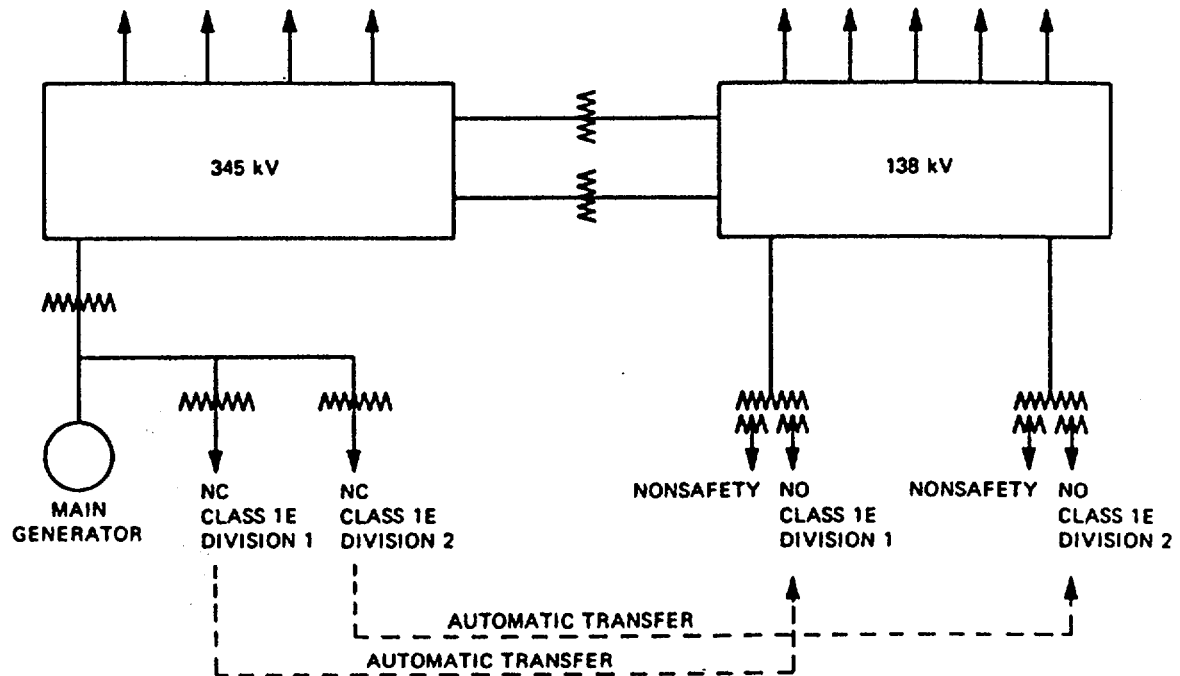 345 kV
138 kV
MAIN
GENERATOR
NC
CLASS 1E
DIVISION 1
NC
CLASS 1E
DIVISION 2
NONSAFETY
NO
CLASS 1E
DIVISION 1
NONSAFETY
NO
CLASS 1E
DIVISION 2
AUTOMATIC TRANSFER
AUTOMATIC TRANSFER